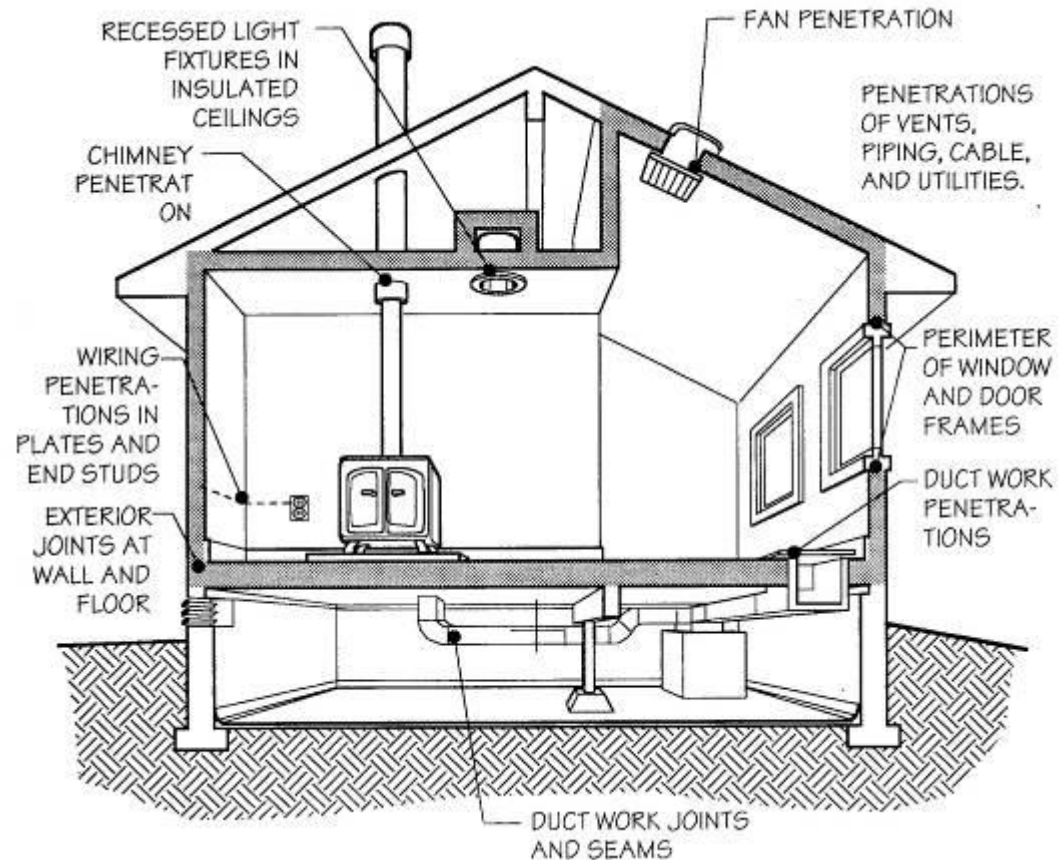 RECESSED LIGHT
FIXTURES IN
INSULATED
CEILINGS
FAN PENETRATION
PENETRATIONS
OF VENTS,
PIPING, CABLE,
AND UTILITIES.
CHIMNEY
PENETRAT
ON
WIRING
PENETRA-
TIONS IN
PLATES AND
END STUDS
PERIMETER
OF WINDOW
AND DOOR
FRAMES
EXTERIOR
JOINTS AT
WALL AND
FLOOR
DUCT WORK
PENETRA-
TIONS
DUCT WORK JOINTS
AND SEAMS